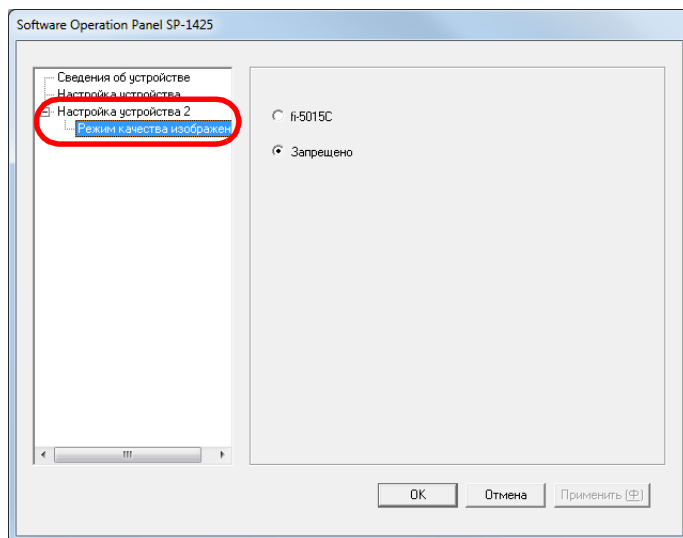 Software Operation Panel SP-1425
Сведения об устройстве
Настройка устройства
Настройка устройства 2
Режим качества изображен
fi-5015C
Запрещено
OK
Отмена
Применить (中)